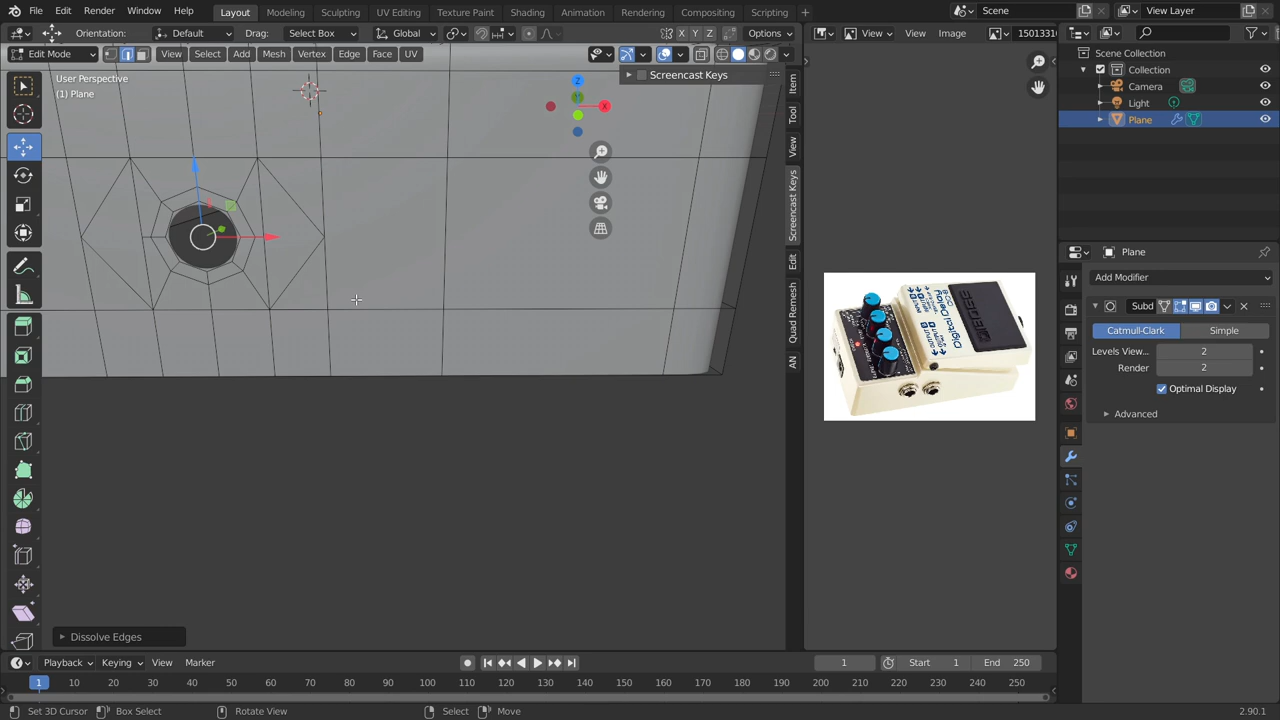 File Edit Render Window Help Layout Modeling Sculpting UV Editing Texture Paint Shading Animation Rendering Compositing Scripting + Scene View Layer
Orientation: Default Drag: Select Box Global X Y Z Options View View Image 1501331
Edit Mode View Select Add Mesh Vertex Edge Face UV
User Perspective
(1) Plane
Screencast Keys
Z
X
Item
Tool
View
Screencast Keys
Edit
Quad Remesh
AN
Scene Collection
Collection
Camera
Light
Plane
Plane
Add Modifier
Subd
Catmull-Clark Simple
Levels View... 2
Render 2
Optimal Display
Advanced
Digital Delay
Dissolve Edges
Playback Keying View Marker 1 Start 1 End 250
1 10 20 30 40 50 60 70 80 90 100 110 120 130 140 150 160 170 180 190 200 210 220 230 240 250
Set 3D Cursor Box Select Rotate View Select Move 2.90.1